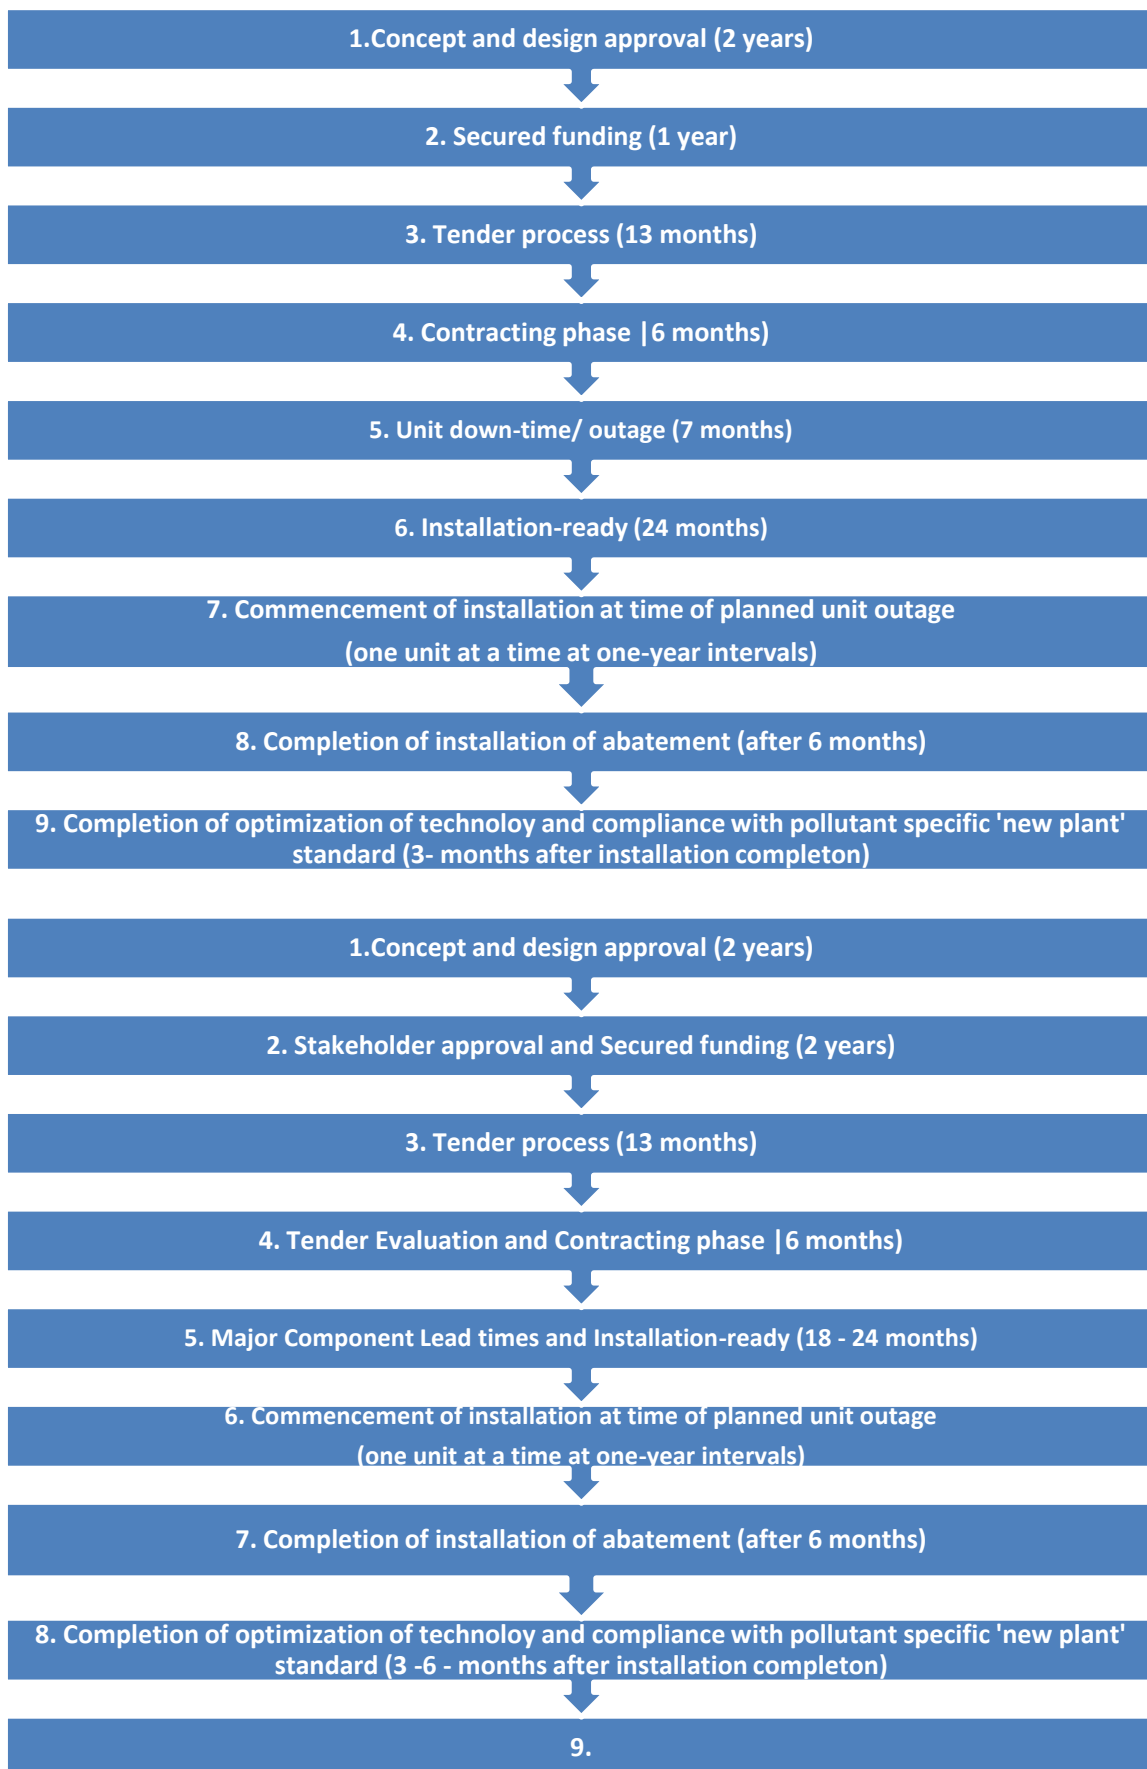 1.Concept and design approval (2 years)
2. Secured funding (1 year)
3. Tender process (13 months)
4. Contracting phase |6 months)
5. Unit down-time/ outage (7 months)
6. Installation-ready (24 months)
7. Commencement of installation at time of planned unit outage
(one unit at a time at one-year intervals)
8. Completion of installation of abatement (after 6 months)
9. Completion of optimization of technoloy and compliance with pollutant specific 'new plant'
standard (3- months after installation completon)
1.Concept and design approval (2 years)
2. Stakeholder approval and Secured funding (2 years)
3. Tender process (13 months)
4. Tender Evaluation and Contracting phase |6 months)
5. Major Component Lead times and Installation-ready (18 - 24 months)
6. Commencement of installation at time of planned unit outage
(one unit at a time at one-year intervals)
7. Completion of installation of abatement (after 6 months)
8. Completion of optimization of technoloy and compliance with pollutant specific 'new plant'
standard (3 -6 - months after installation completon)
9.